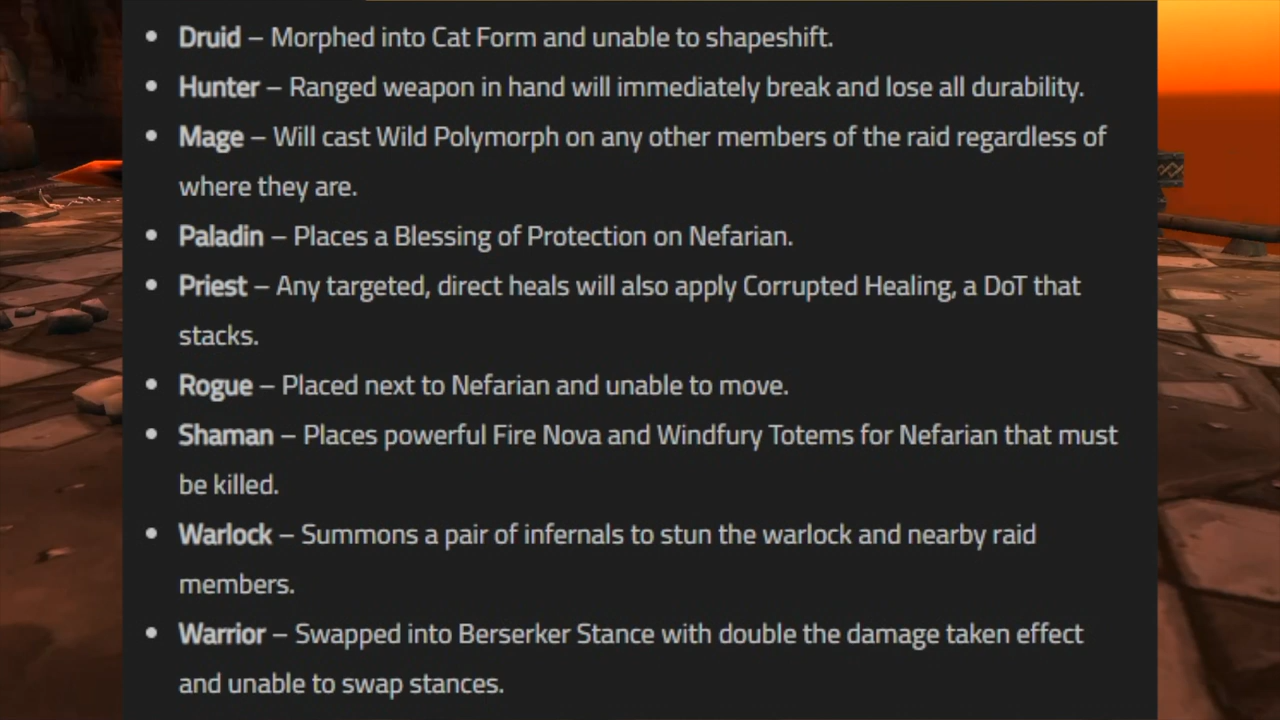 • Druid – Morphed into Cat Form and unable to shapeshift.
• Hunter – Ranged weapon in hand will immediately break and lose all durability.
• Mage – Will cast Wild Polymorph on any other members of the raid regardless of
where they are.
• Paladin – Places a Blessing of Protection on Nefarian.
• Priest – Any targeted, direct heals will also apply Corrupted Healing, a DoT that
stacks.
• Rogue – Placed next to Nefarian and unable to move.
• Shaman – Places powerful Fire Nova and Windfury Totems for Nefarian that must
be killed.
• Warlock – Summons a pair of infernals to stun the warlock and nearby raid
members.
• Warrior – Swapped into Berserker Stance with double the damage taken effect
and unable to swap stances.